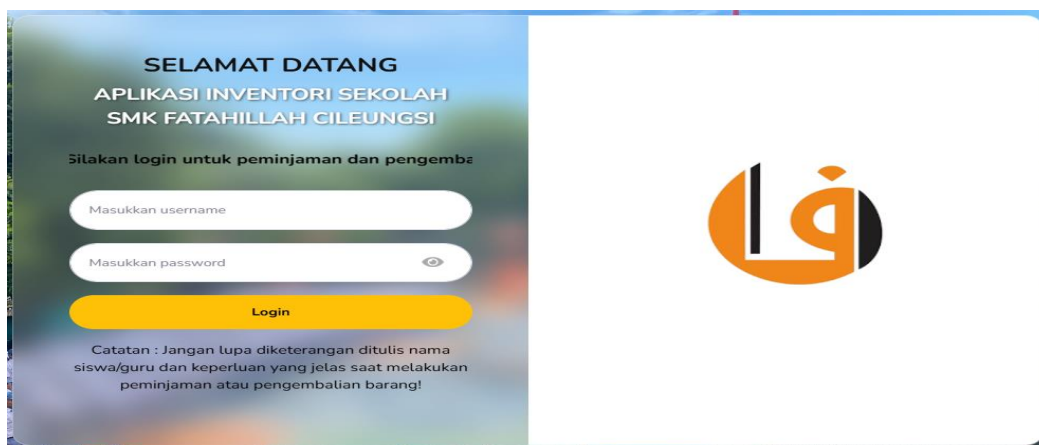 SELAMAT DATANG
APLIKASI INVENTORI SEKOLAH
SMK FATAHILLAH CILEUNGSI
Silakan login untuk peminjaman dan pengemba
Masukkan username
Masukkan password
Login
Catatan : Jangan lupa diketerangan ditulis nama
siswa/guru dan keperluan yang jelas saat melakukan
peminjaman atau pengembalian barang!